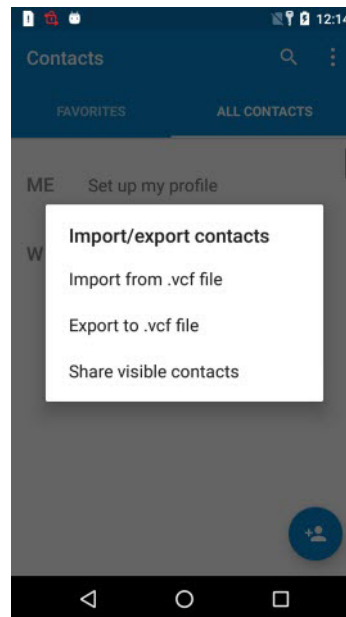 12:14
Contacts
FAVORITES ALL CONTACTS
ME Set up my profile
W
Import/export contacts
Import from .vcf file
Export to .vcf file
Share visible contacts